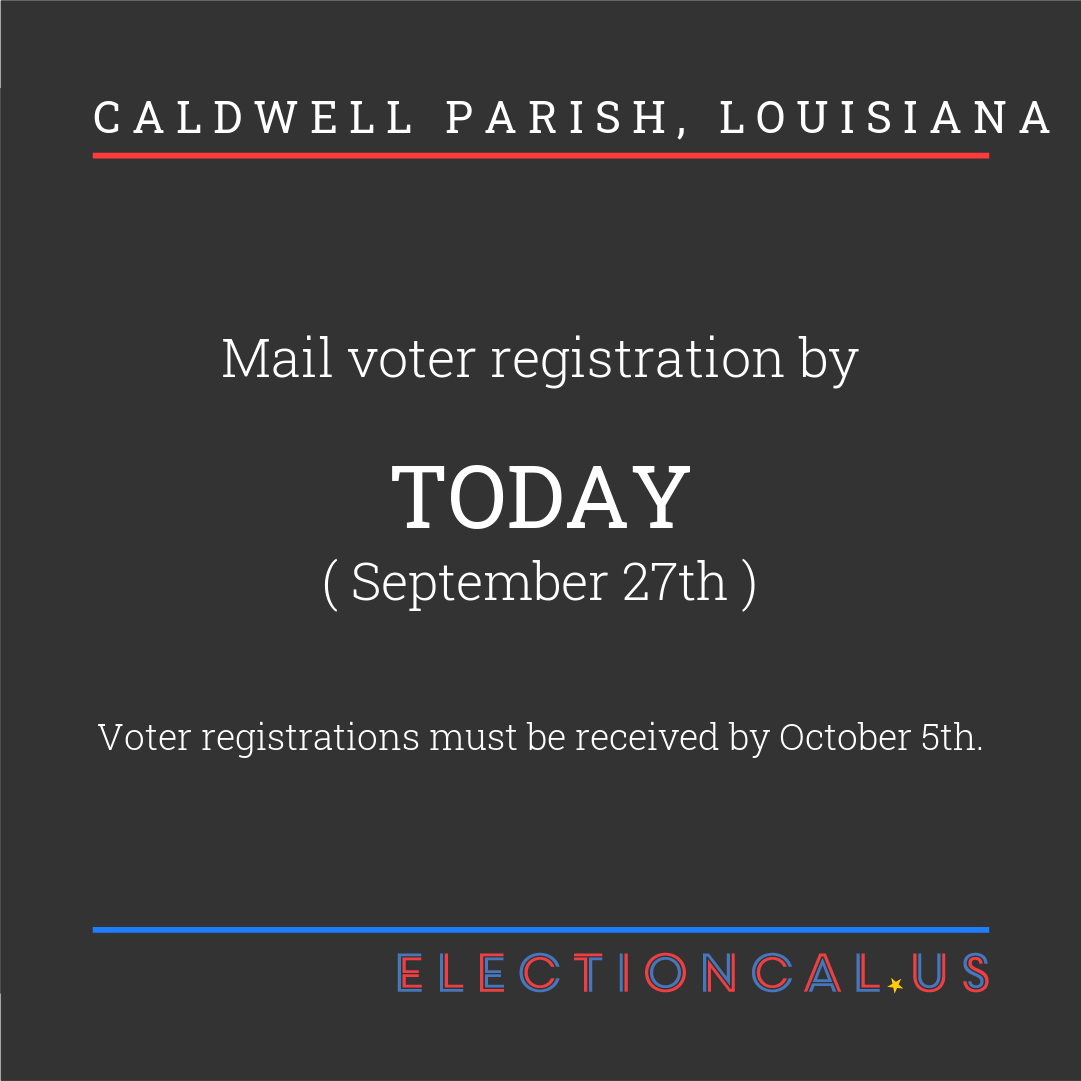 CALDWELL PARISH, LOUISIANA
Mail voter registration by
TODAY
( September 27th )
Voter registrations must be received by October 5th.
ELECTIONCAL.US